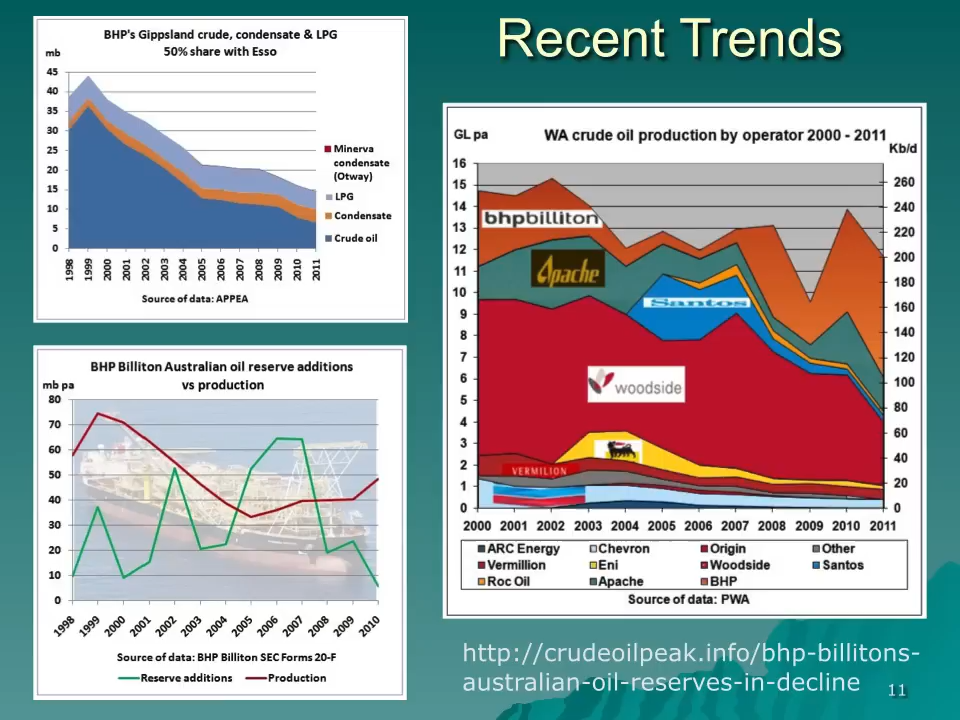 Recent Trends
BHP's Gippsland crude, condensate & LPG
50% share with Esso
mb
45
40
35
30
25
20
15
10
5
0
1998
1999
2000
2001
2002
2003
2004
2005
2006
2007
2008
2009
2010
2011
Minerva
condensate
(Otway)
LPG
Condensate
Crude oil
Source of data: APPEA
BHP Billiton Australian oil reserve additions
vs production
mb pa
80
70
60
50
40
30
20
10
0
1998
1999
2000
2001
2002
2003
2004
2005
2006
2007
2008
2009
2010
Source of data: BHP Billiton SEC Forms 20-F
Reserve additions
Production
GL pa
WA crude oil production by operator 2000 - 2011
Kb/d
16
15
14
13
12
11
10
9
8
7
6
5
4
3
2
1
0
260
240
220
200
180
160
140
120
100
80
60
40
20
0
bhpbilliton
Apache
Santos
woodside
VERMILION
2000 2001 2002 2003 2004 2005 2006 2007 2008 2009 2010 2011
ARC Energy Chevron Origin Other
Vermillion Eni Woodside Santos
Roc Oil Apache BHP
Source of data: PWA
http://crudeoilpeak.info/bhp-billitons-
australian-oil-reserves-in-decline
11